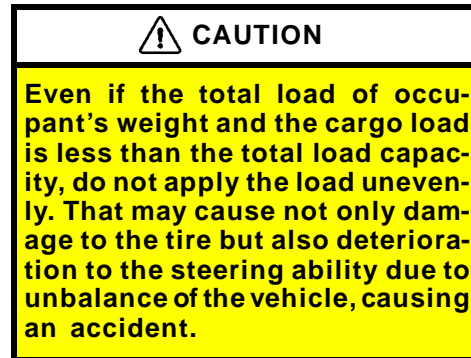 CAUTION
Even if the total load of occu-
pant’s weight and the cargo load
is less than the total load capac-
ity, do not apply the load uneven-
ly. That may cause not only dam-
age to the tire but also deteriora-
tion to the steering ability due to
unbalance of the vehicle, causing
an accident.